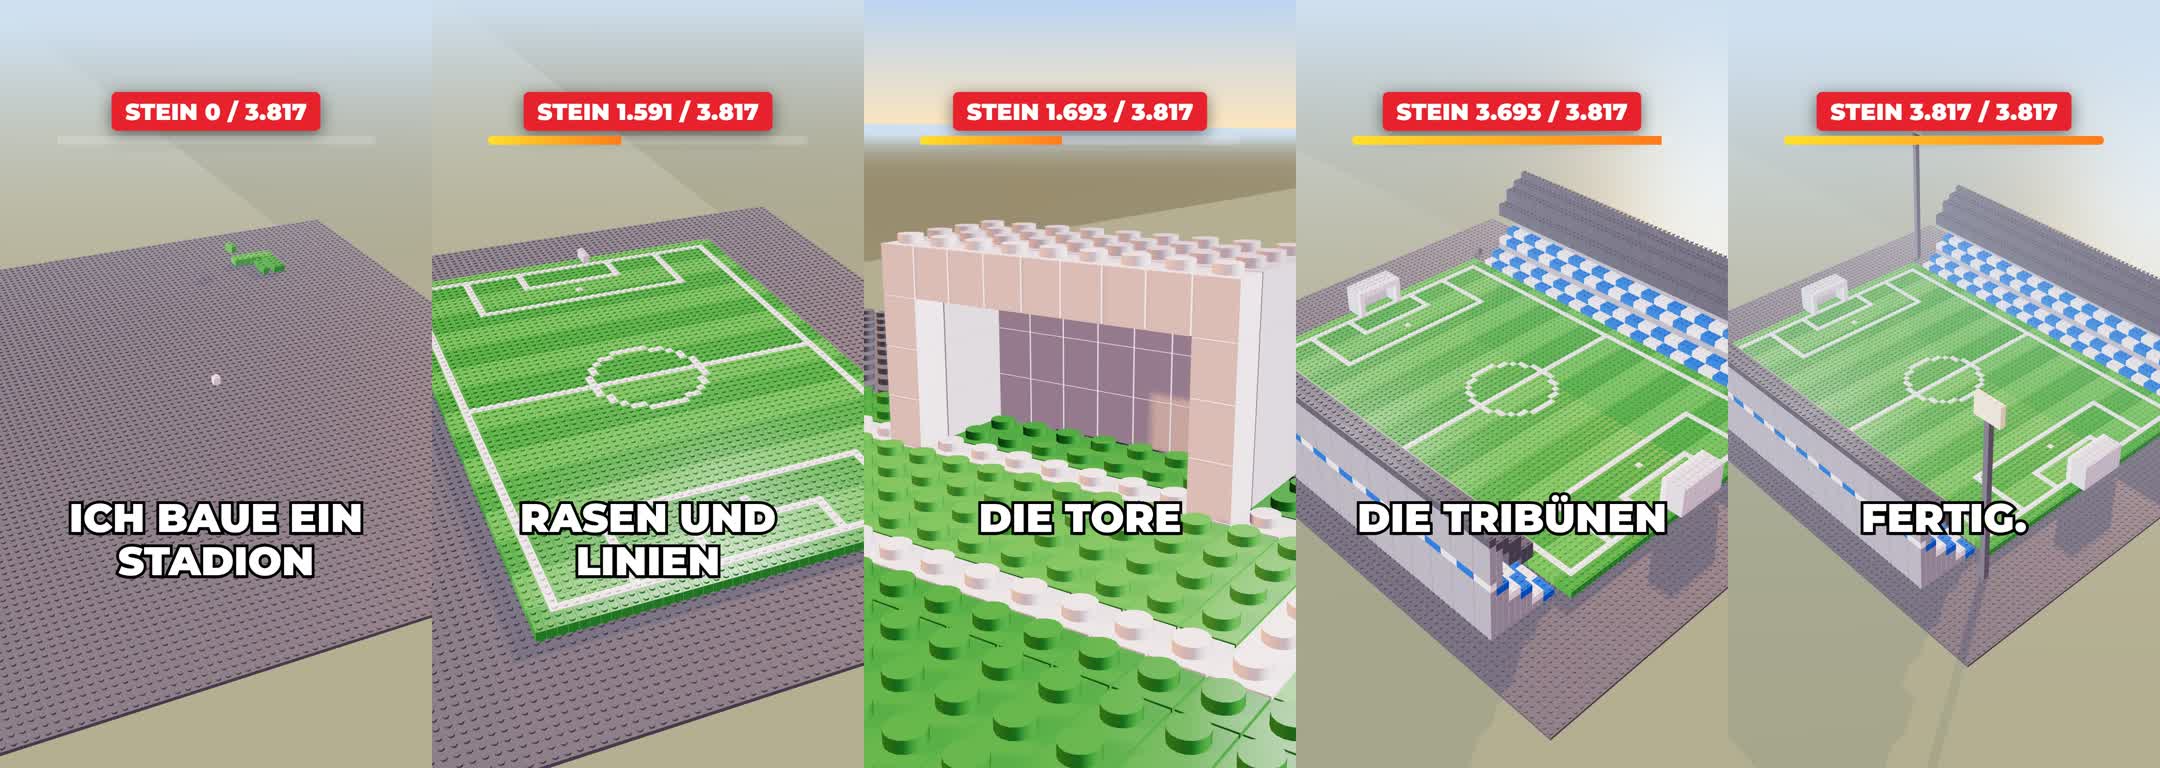 STEIN 0 / 3.817
ICH BAUE EIN
STADION
STEIN 1.591 / 3.817
RASEN UND
LINIEN
STEIN 1.693 / 3.817
DIE TORE
STEIN 3.693 / 3.817
DIE TRIBÜNEN
STEIN 3.817 / 3.817
FERTIG.